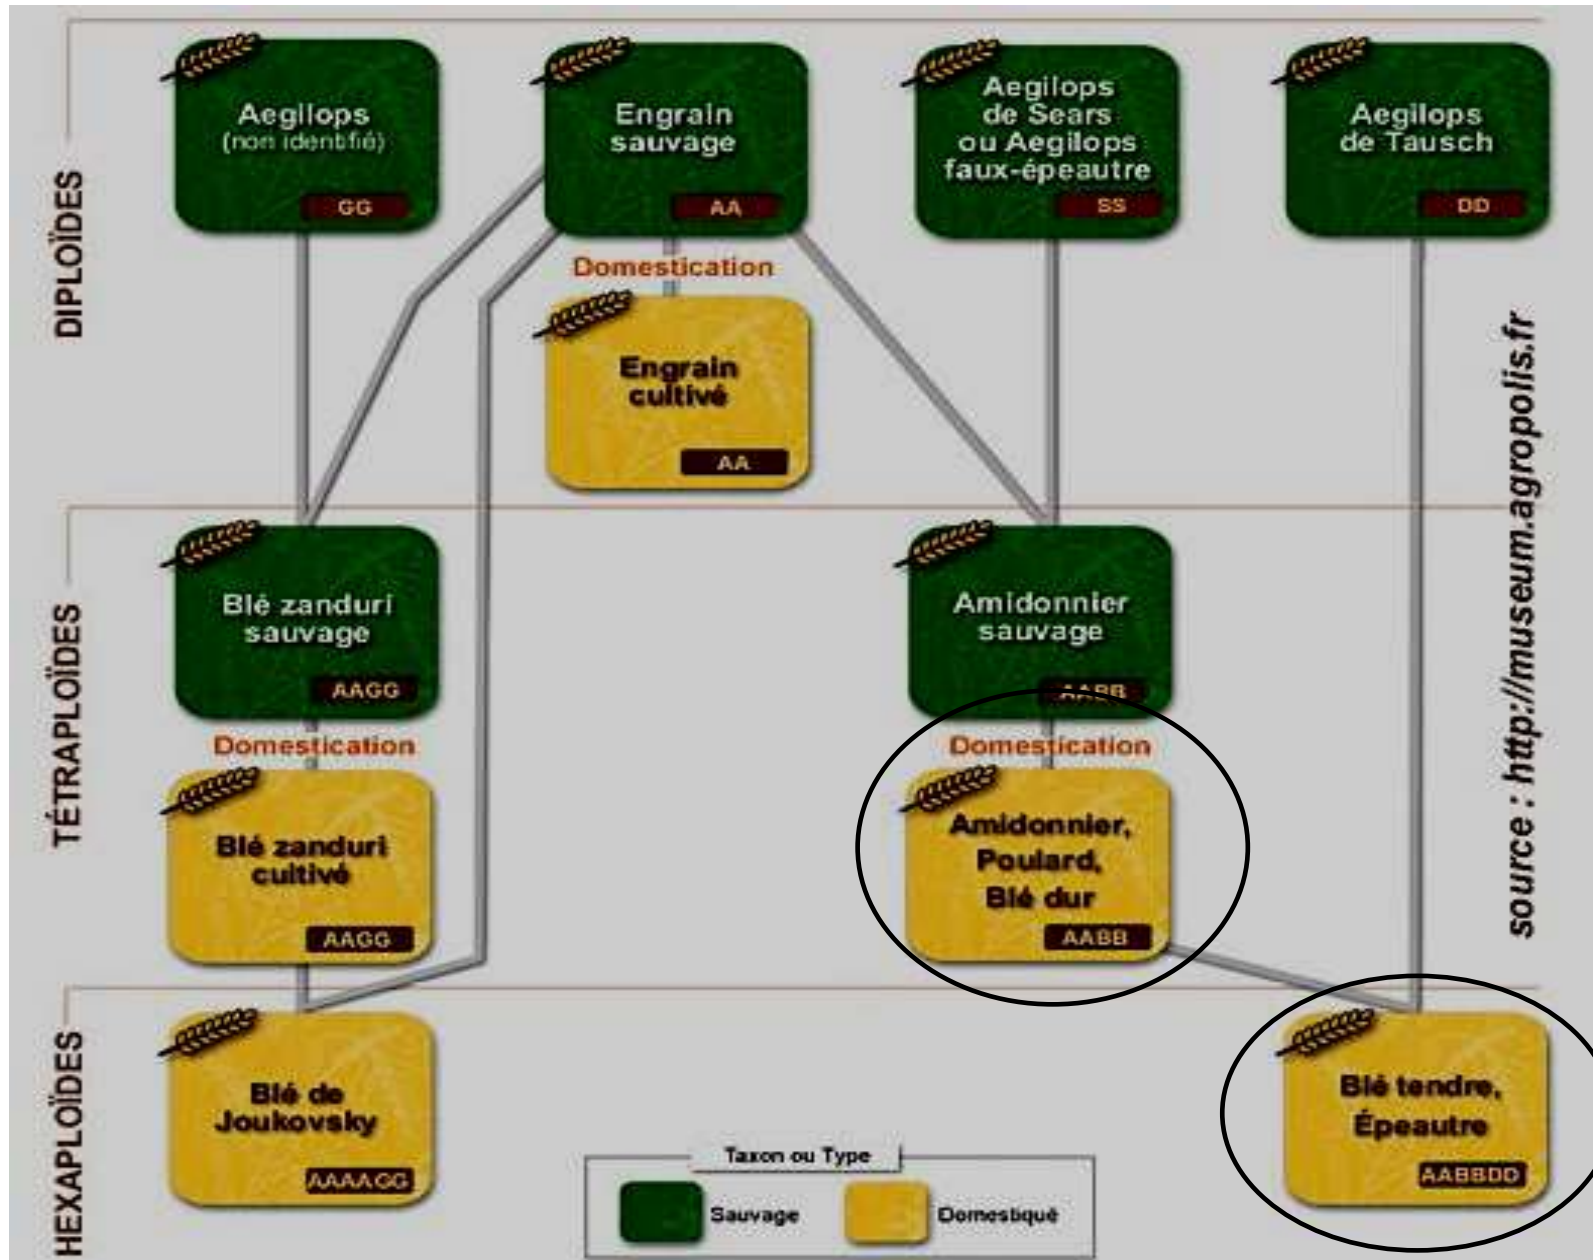 DIPLOÏDES
Aegilops
(non identifié)
GG
Engrain
sauvage
AA
Aegilops
de Sears
ou Aegilops
faux-épeautre
SS
Aegilops
de Tausch
DD
Domestication
Engrain
cultivé
AA
source : http://museum.agropolis.fr
TÉTRAPLOÏDES
Blé zanduri
sauvage
AAGG
Amidonnier
sauvage
AABB
Domestication
Domestication
Blé zanduri
cultivé
AAGG
Amidonnier,
Poulard,
Blé dur
AABB
HEXAPLOÏDES
Blé de
Joukovsky
AAAAGG
Blé tendre,
Épeautre
AABBDD
Taxon ou Type
Sauvage
Domestiqué